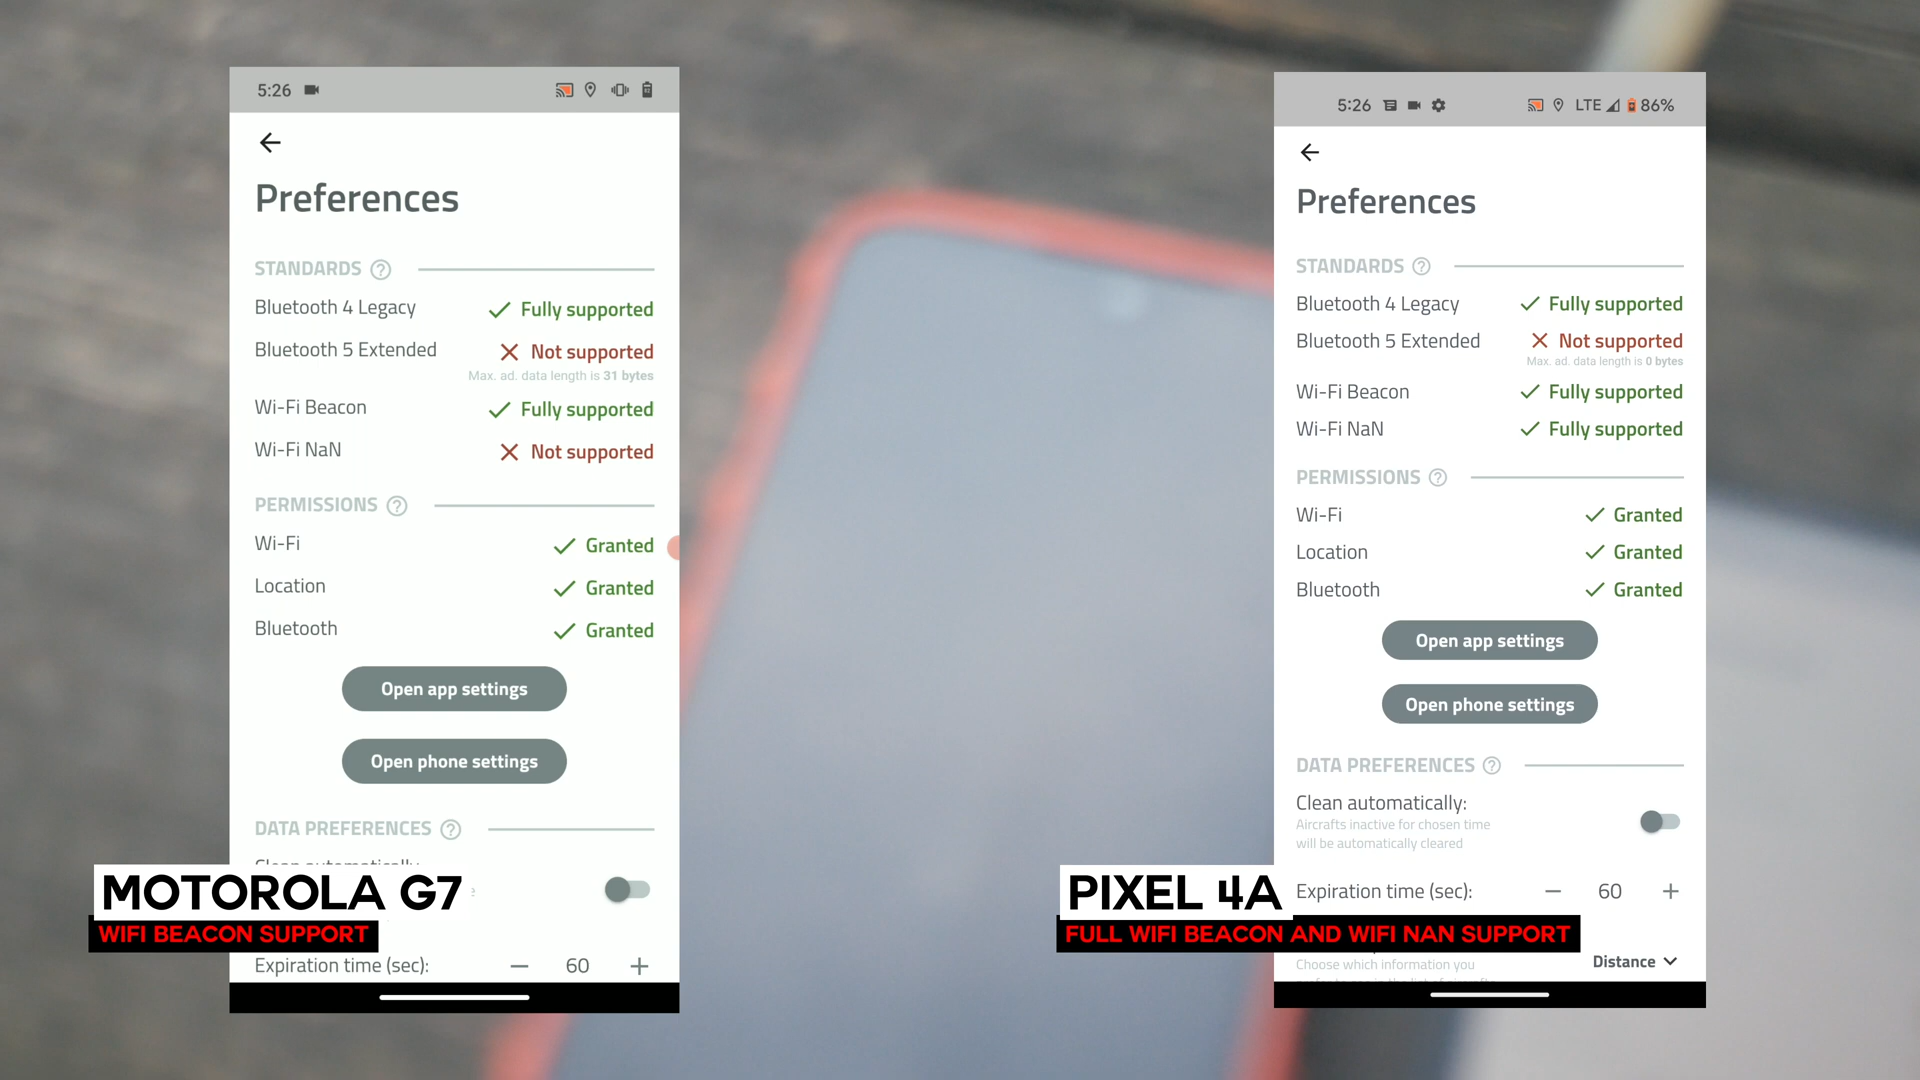 5:26
Preferences
STANDARDS ?
Bluetooth 4 Legacy Fully supported
Bluetooth 5 Extended Not supported
Max. ad. data length is 31 bytes
Wi-Fi Beacon Fully supported
Wi-Fi NaN Not supported
PERMISSIONS ?
Wi-Fi Granted
Location Granted
Bluetooth Granted
Open app settings
Open phone settings
DATA PREFERENCES ?
MOTOROLA G7
WIFI BEACON SUPPORT
Expiration time (sec): — 60 +
5:26 LTE 86%
Preferences
STANDARDS ?
Bluetooth 4 Legacy Fully supported
Bluetooth 5 Extended Not supported
Max. ad. data length is 0 bytes
Wi-Fi Beacon Fully supported
Wi-Fi NaN Fully supported
PERMISSIONS ?
Wi-Fi Granted
Location Granted
Bluetooth Granted
Open app settings
Open phone settings
DATA PREFERENCES ?
Clean automatically:
Aircrafts inactive for chosen time
will be automatically cleared
Expiration time (sec): — 60 +
PIXEL 4A
FULL WIFI BEACON AND WIFI NAN SUPPORT
Choose which information you
Distance